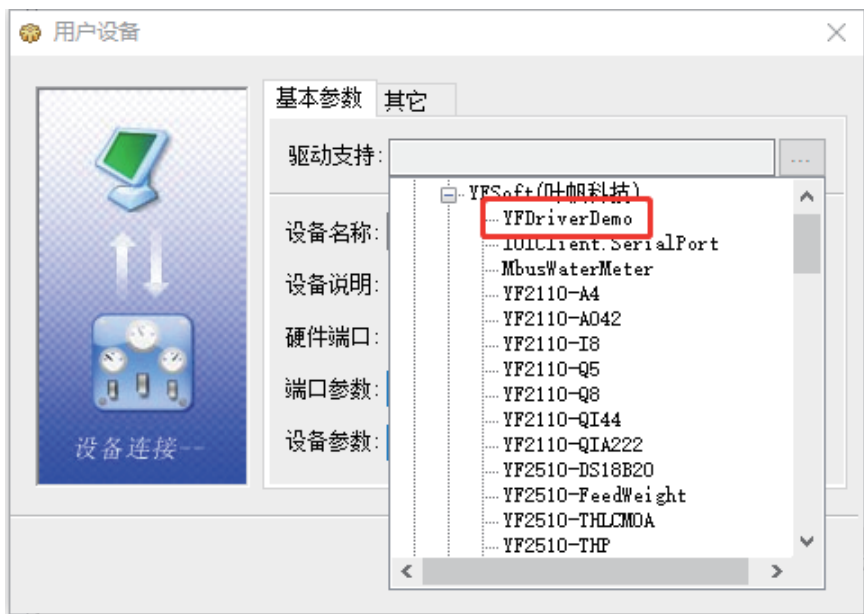 用户设备
基本参数 其它
驱动支持: ...
YFSoft(叶帆科技)
YFDriverDemo
设备名称:
IOIClient.SerialPort
MbusWaterMeter
设备说明:
YF2110-A4
YF2110-A042
硬件端口:
YF2110-I8
YF2110-Q5
端口参数:
YF2110-Q8
YF2110-QI44
设备参数:
YF2110-QIA222
设备连接--
YF2510-DS18B20
YF2510-FeedWeight
YF2510-THLCMOA
YF2510-THP